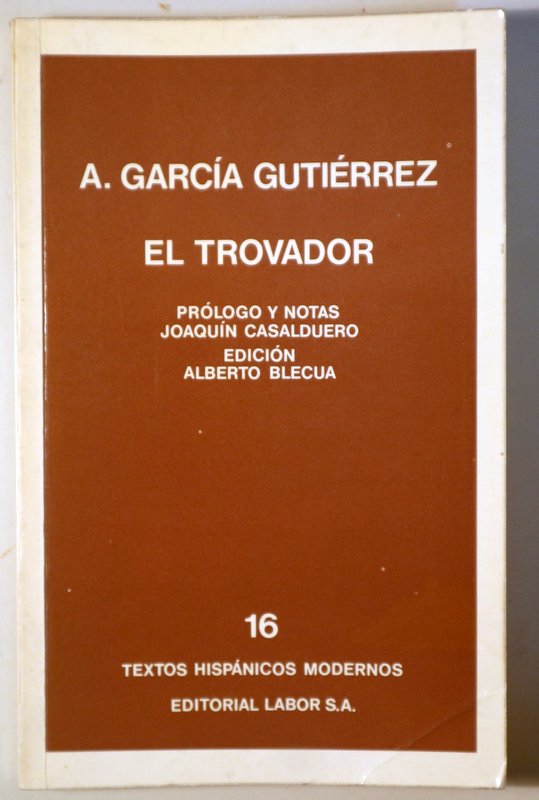 A. GARCÍA GUTIÉRREZ
EL TROVADOR
PRÓLOGO Y NOTAS
JOAQUÍN CASALDUERO
EDICIÓN
ALBERTO BLECUA
16
TEXTOS HISPÁNICOS MODERNOS
EDITORIAL LABOR S.A.